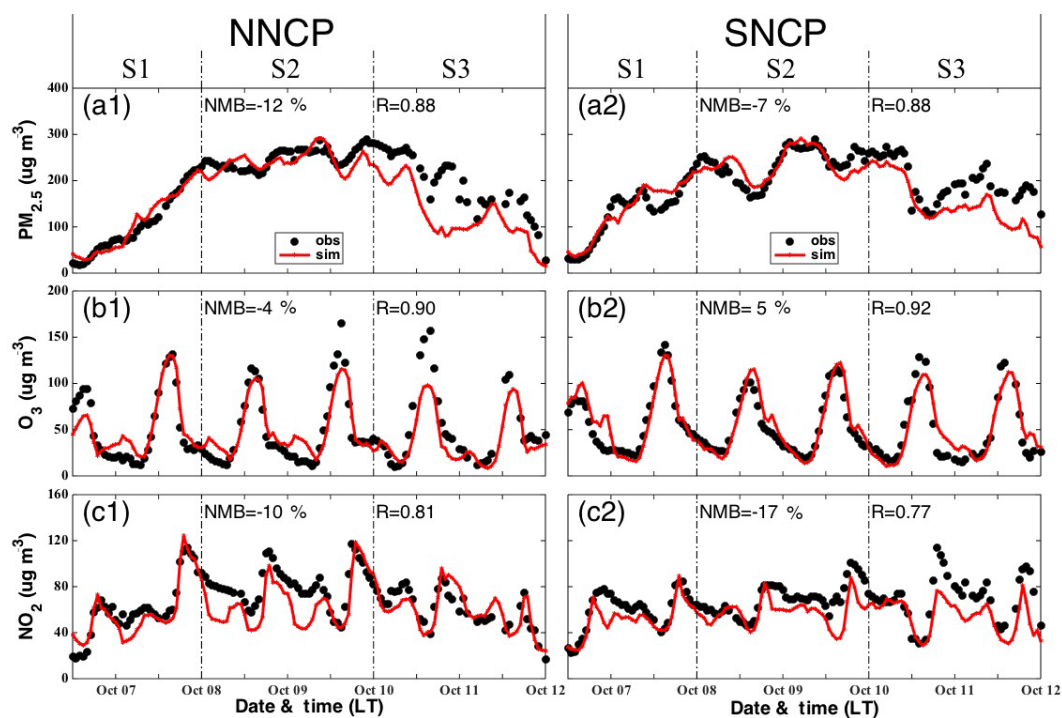 NNCP SNCP
S1 S2 S3 S1 S2 S3
(a1) NMB=-12 % R=0.88 (a2) NMB=-7 % R=0.88
400
300
200
100
0
PM2.5 (ug m-3)
obs
sim
obs
sim
(b1) NMB=-4 % R=0.90 (b2) NMB= 5 % R=0.92
200
150
100
50
0
O3 (ug m-3)
(c1) NMB=-10 % R=0.81 (c2) NMB=-17 % R=0.77
160
120
80
40
0
NO2 (ug m-3)
Oct 07 Oct 08 Oct 09 Oct 10 Oct 11 Oct 12 Oct 07 Oct 08 Oct 09 Oct 10 Oct 11 Oct 12
Date & time (LT) Date & time (LT)